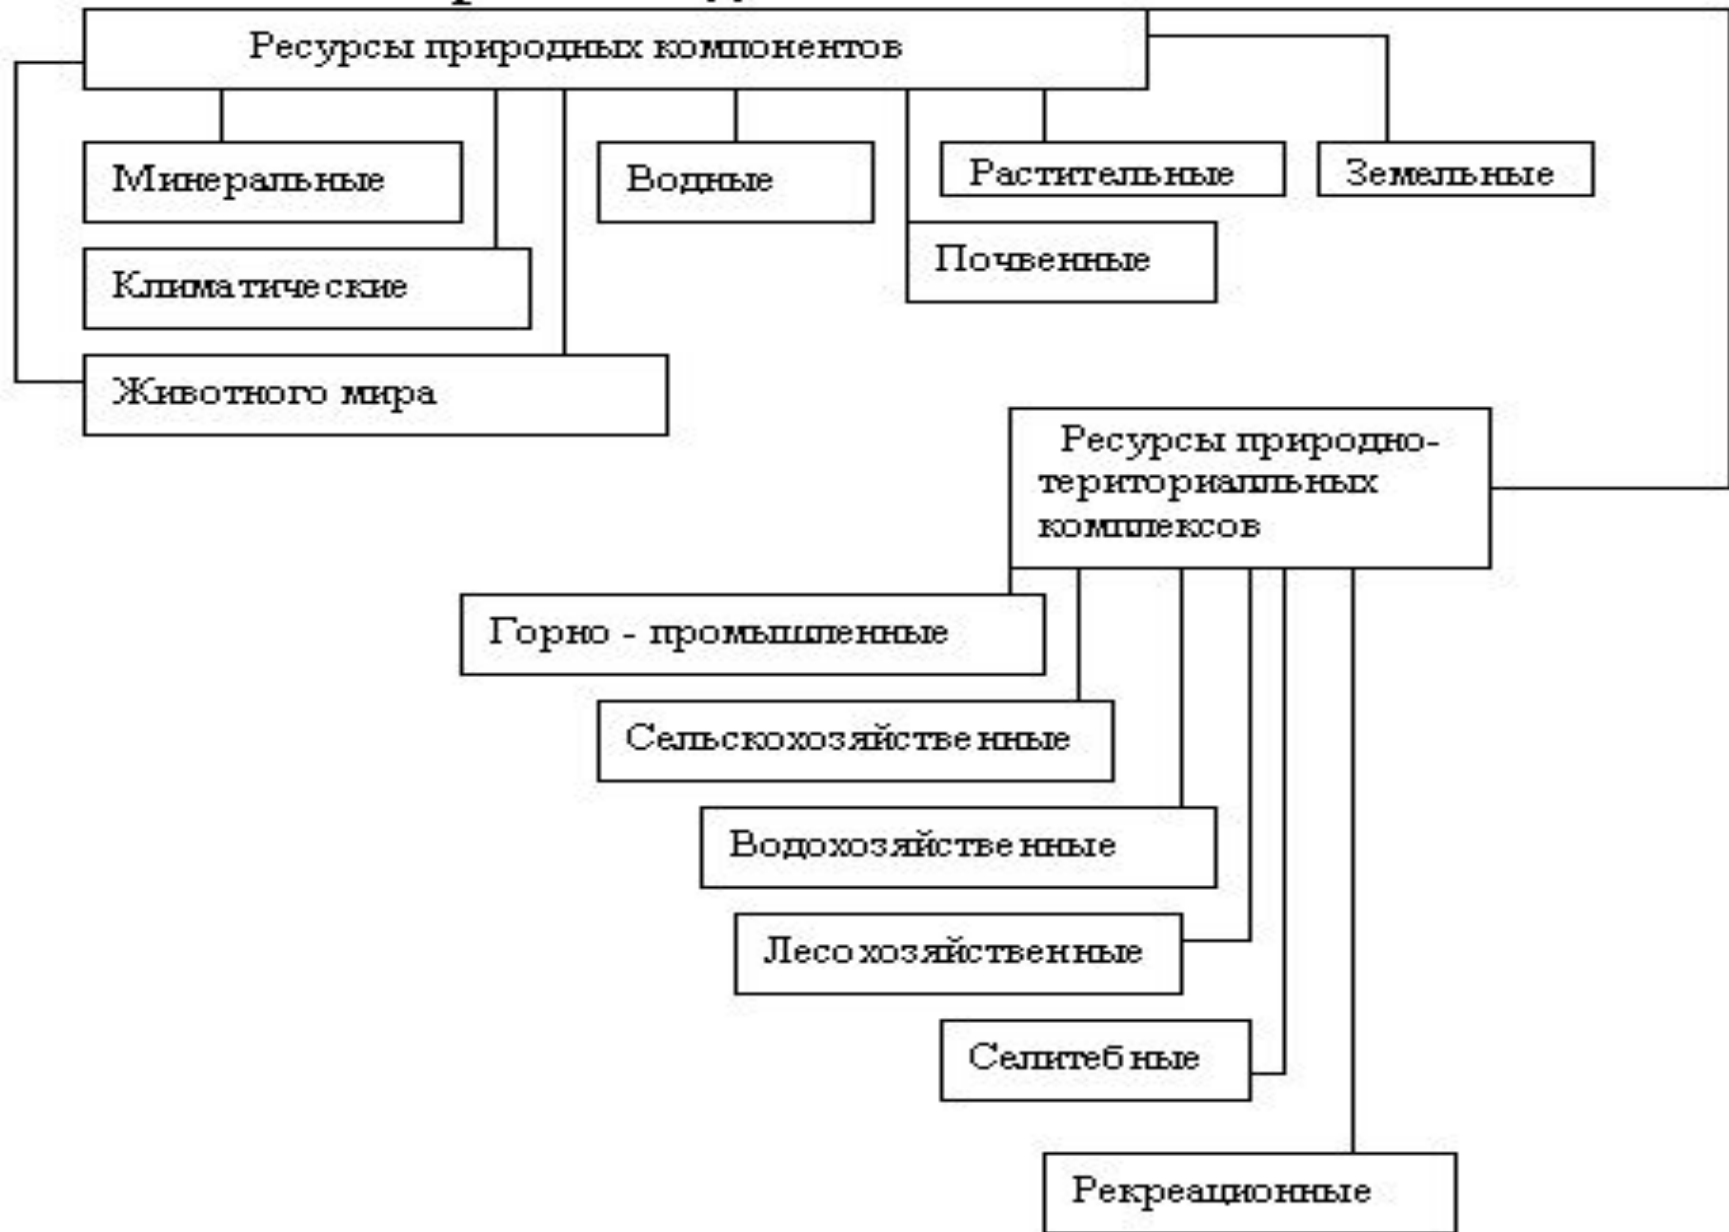 Ресурсы природных компонентов
Минеральные
Водные
Растительные
Земельные
Климатические
Почвенные
Животного мира
Ресурсы природно-
териториалльных
комплексов
Горно - промышленные
Сельскохозяйственные
Водохозяйственные
Лесохозяйственные
Селитебные
Рекреационные